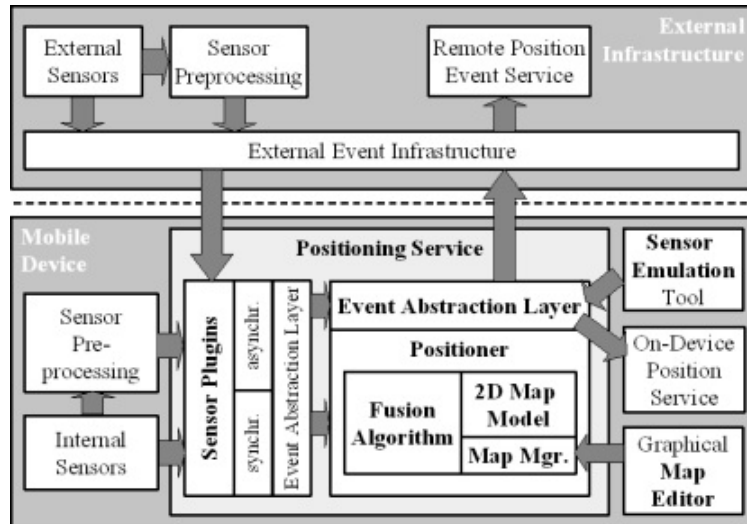 External
Infrastructure
External
Sensors
Sensor
Preprocessing
Remote Position
Event Service
External Event Infrastructure
Mobile
Device
Positioning Service
Sensor
Pre-
processing
Internal
Sensors
Sensor Plugins
asynchr.
synchr.
Event Abstraction Layer
Event Abstraction Layer
Positioner
Fusion
Algorithm
2D Map
Model
Map Mgr.
Sensor
Emulation
Tool
On-Device
Position
Service
Graphical
Map
Editor